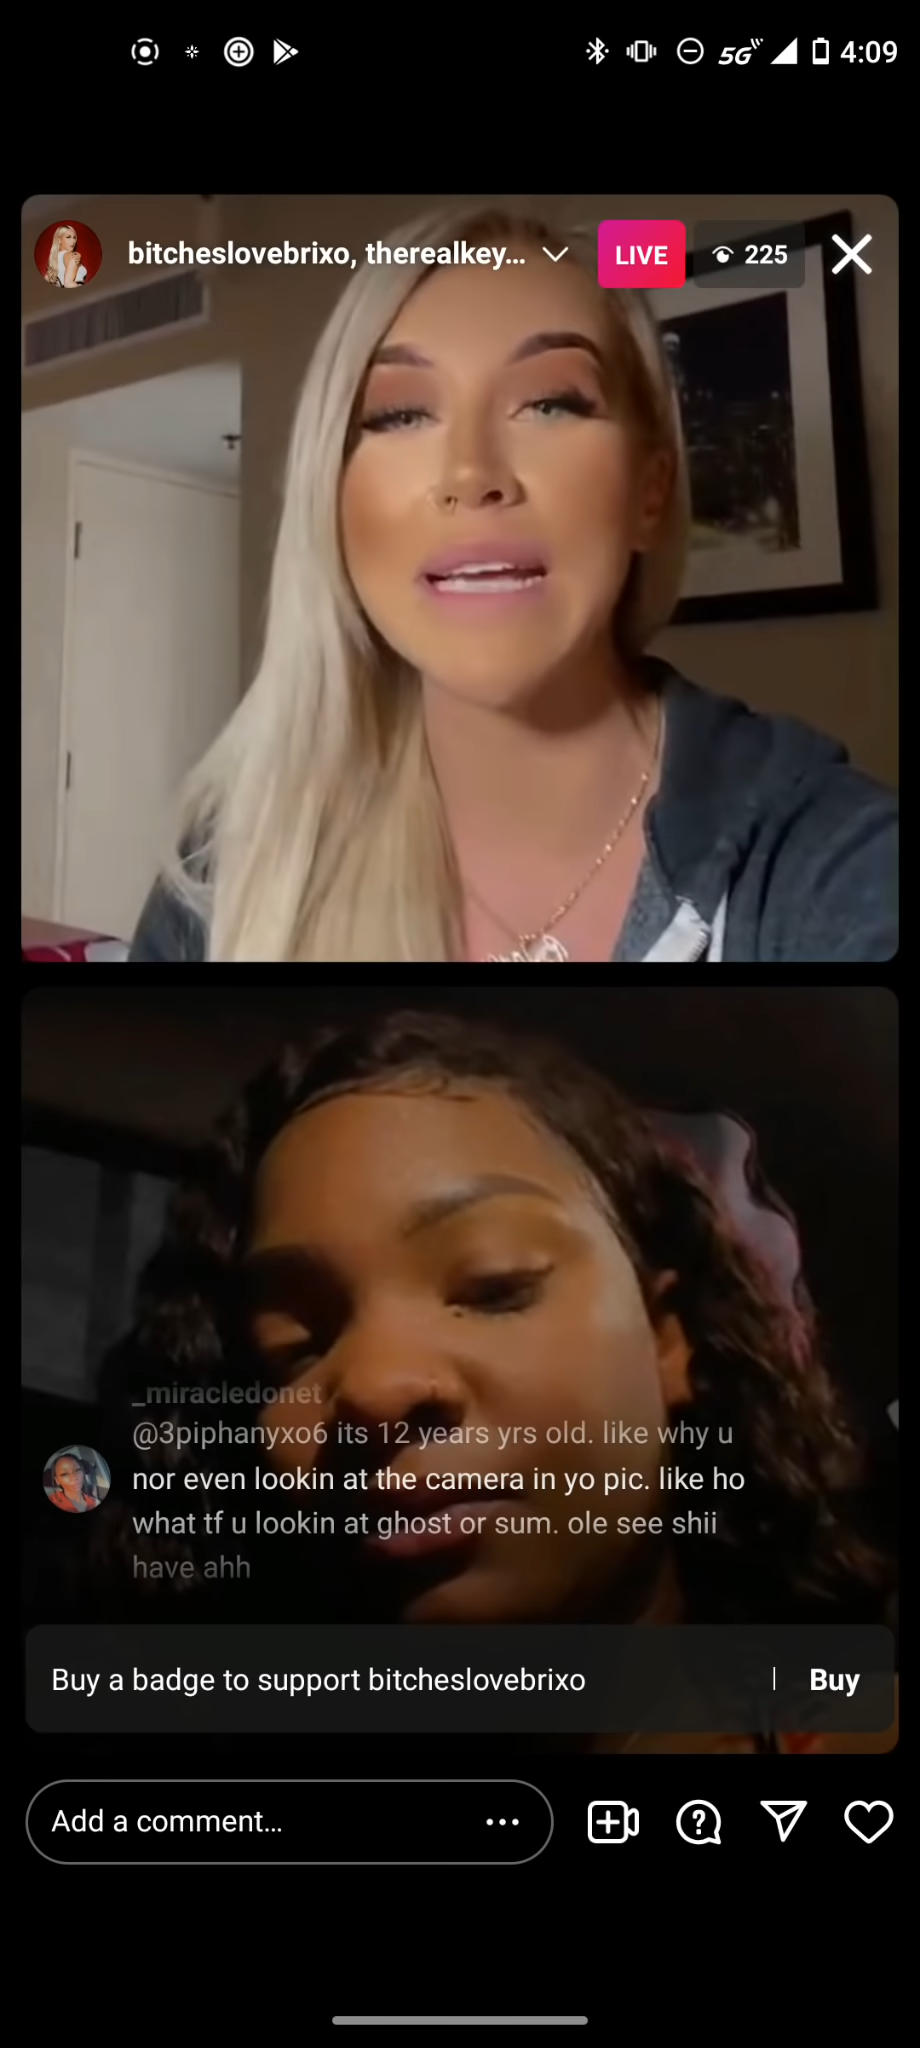 5G 4:09
bitcheslovebrixo, therealkey... LIVE 225
_miracledonet
@3piphanyxo6 its 12 years yrs old. like why u
nor even lookin at the camera in yo pic. like ho
what tf u lookin at ghost or sum. ole see shii
have ahh
Buy a badge to support bitcheslovebrixo | Buy
Add a comment...